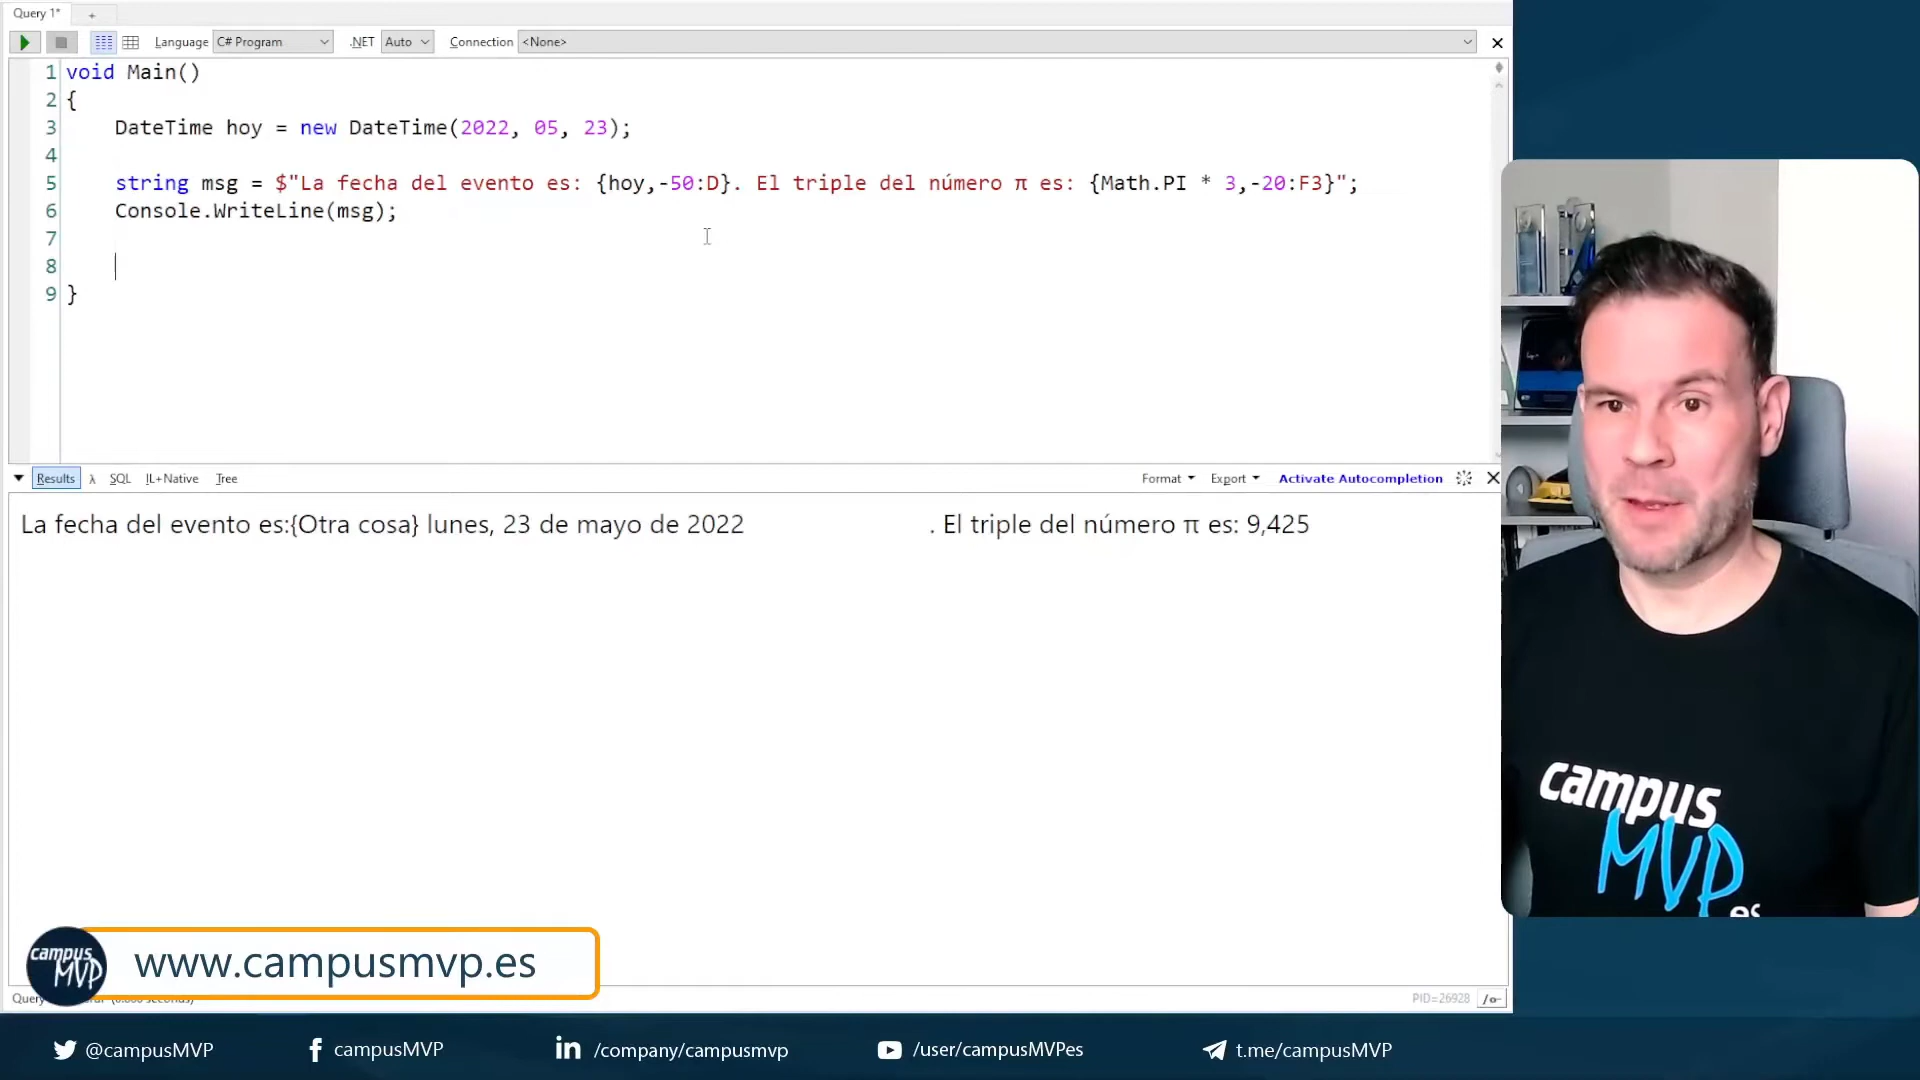 Query 1*
+
Language C# Program .NET Auto Connection <None>
1 void Main()
2 {
3 DateTime hoy = new DateTime(2022, 05, 23);
4
5 string msg = $"La fecha del evento es: {hoy,-50:D}. El triple del número π es: {Math.PI * 3,-20:F3}";
6 Console.WriteLine(msg);
7
8
9 }
Results λ SQL IL+Native Tree
Format Export Activate Autocompletion
La fecha del evento es:{Otra cosa} lunes, 23 de mayo de 2022 . El triple del número π es: 9,425
campus
MVP
es
campus
MVP
www.campusmvp.es
PID=26928 /o-
@campusMVP
campusMVP
/company/campusmvp
/user/campusMVPes
t.me/campusMVP